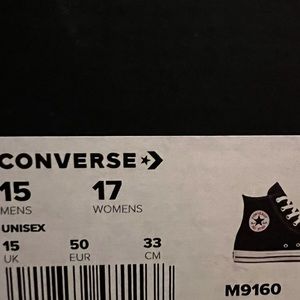 CONVERSE
15 17
MENS WOMENS
UNISEX
15 50 33
UK EUR CM
M9160